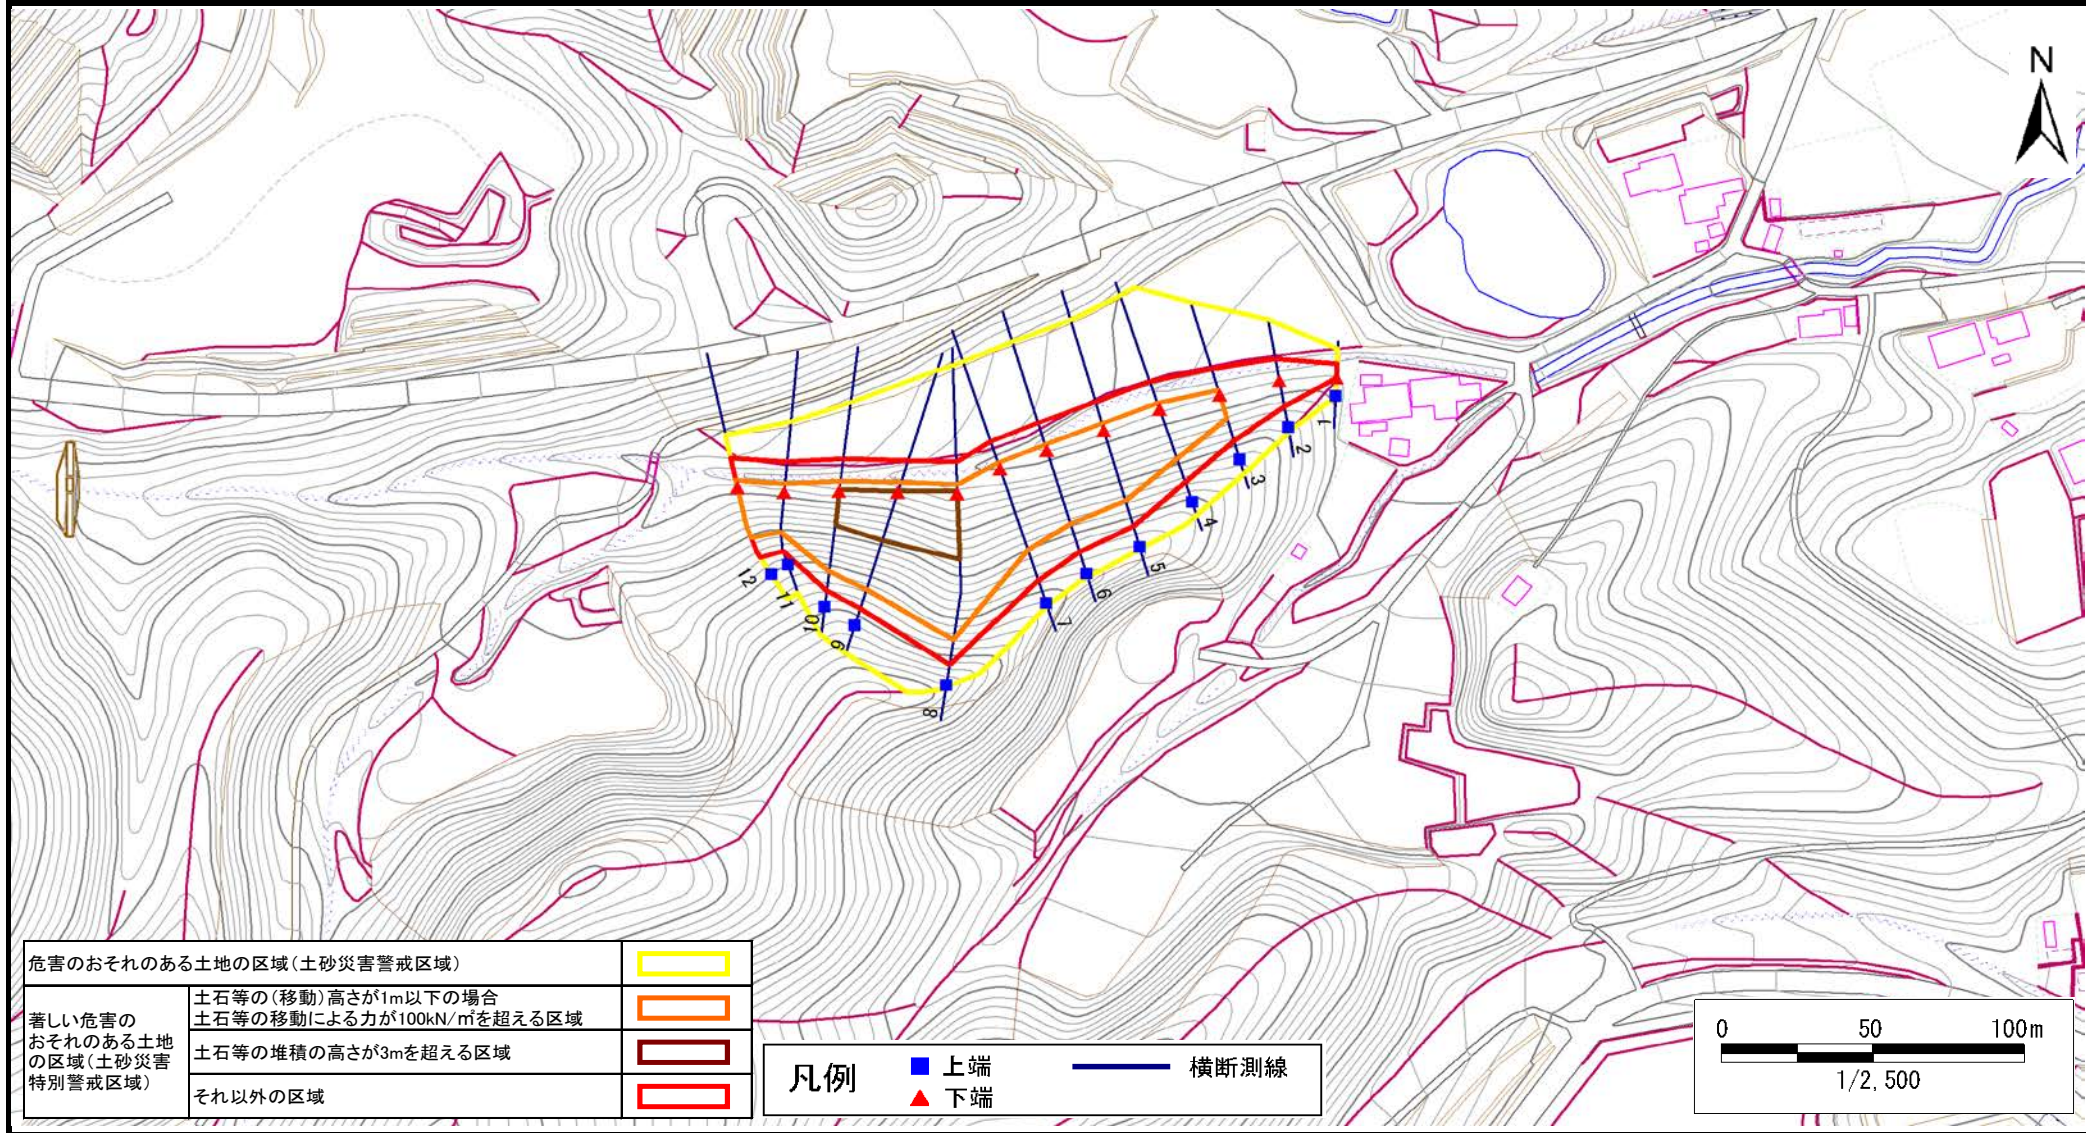 N
1
2
3
4
5
6
7
8
9
10
11
12
危害のおそれのある土地の区域(土砂災害警戒区域)
著しい危害の
おそれのある土地
の区域(土砂災害
特別警戒区域)
土石等の(移動)高さが1m以下の場合
土石等の移動による力が100kN/㎡を超える区域
土石等の堆積の高さが3mを超える区域
それ以外の区域
凡例
上端
下端
横断測線
0 50 100m
1/2,500